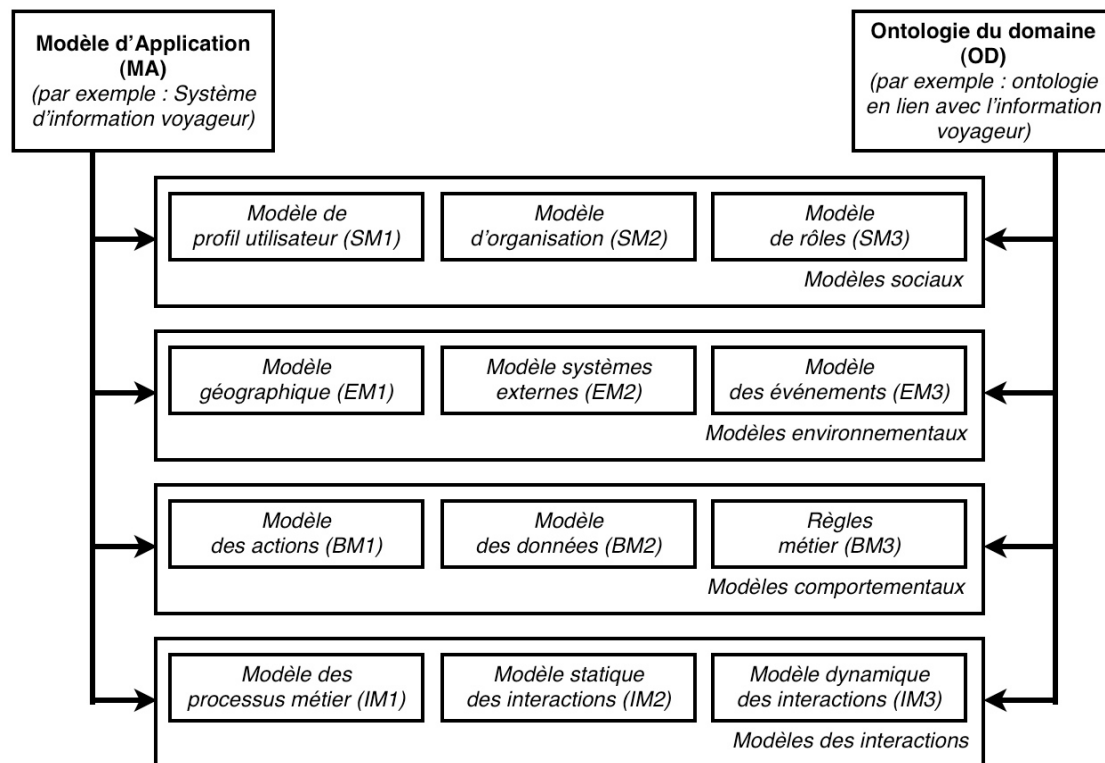 Modèle d'Application
(MA)
(par exemple : Système
d'information voyageur)
Ontologie du domaine
(OD)
(par exemple : ontologie
en lien avec l'information
voyageur)
Modèle de
profil utilisateur (SM1)
Modèle
d'organisation (SM2)
Modèle
de rôles (SM3)
Modèles sociaux
Modèle
géographique (EM1)
Modèle systèmes
externes (EM2)
Modèle
des événements (EM3)
Modèles environnementaux
Modèle
des actions (BM1)
Modèle
des données (BM2)
Règles
métier (BM3)
Modèles comportementaux
Modèle des
processus métier (IM1)
Modèle statique
des interactions (IM2)
Modèle dynamique
des interactions (IM3)
Modèles des interactions